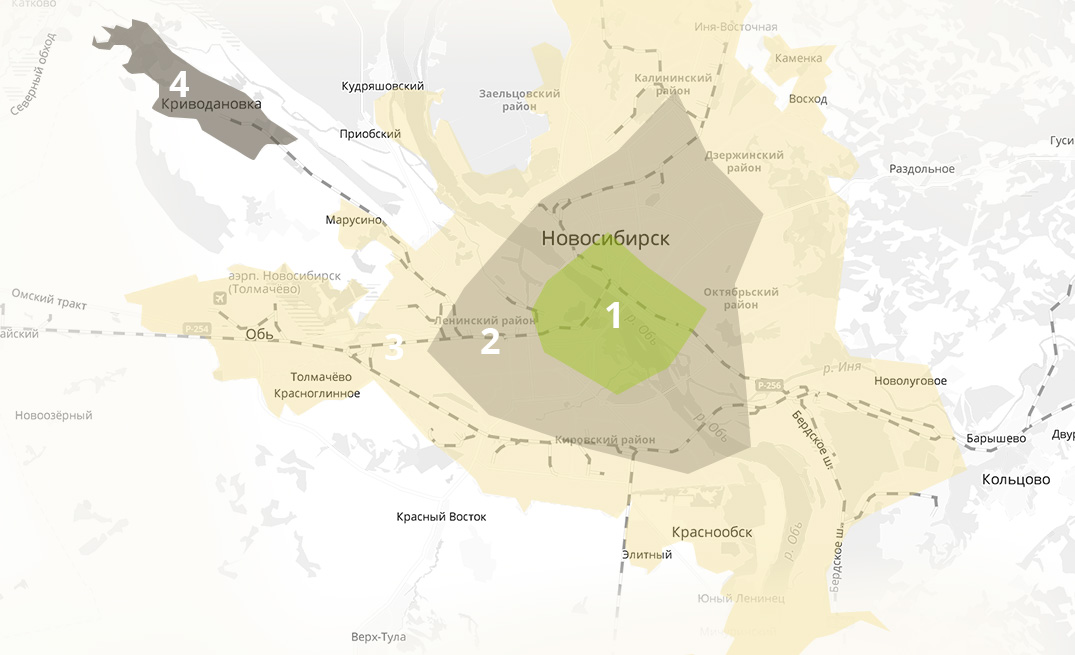 Катково
Иня-Восточная
Северный обход
Каменка
4
Криводановка
Кудряшовский
Заельцовский
район
Калининский
район
Восход
Приобский
Гуси
Дзержинский
район
Раздольное
Марусино
Новосибирск
аэрп. Новосибирск
(Толмачёво)
Омский тракт
Октябрьский
район
1
Ленинский район
р. Обь
айский
Р-254
Обь
3
2
р. Иня
Толмачёво
Красноглинное
Р-256
Новолуговое
Новоозёрный
р. Обь
Бердское ш.
Кировский район
Барышево
Двур
Кольцово
Красный Восток
Краснообск
р. Обь
Бердское ш.
Элитный
Юный Ленинец
Верх-Тула